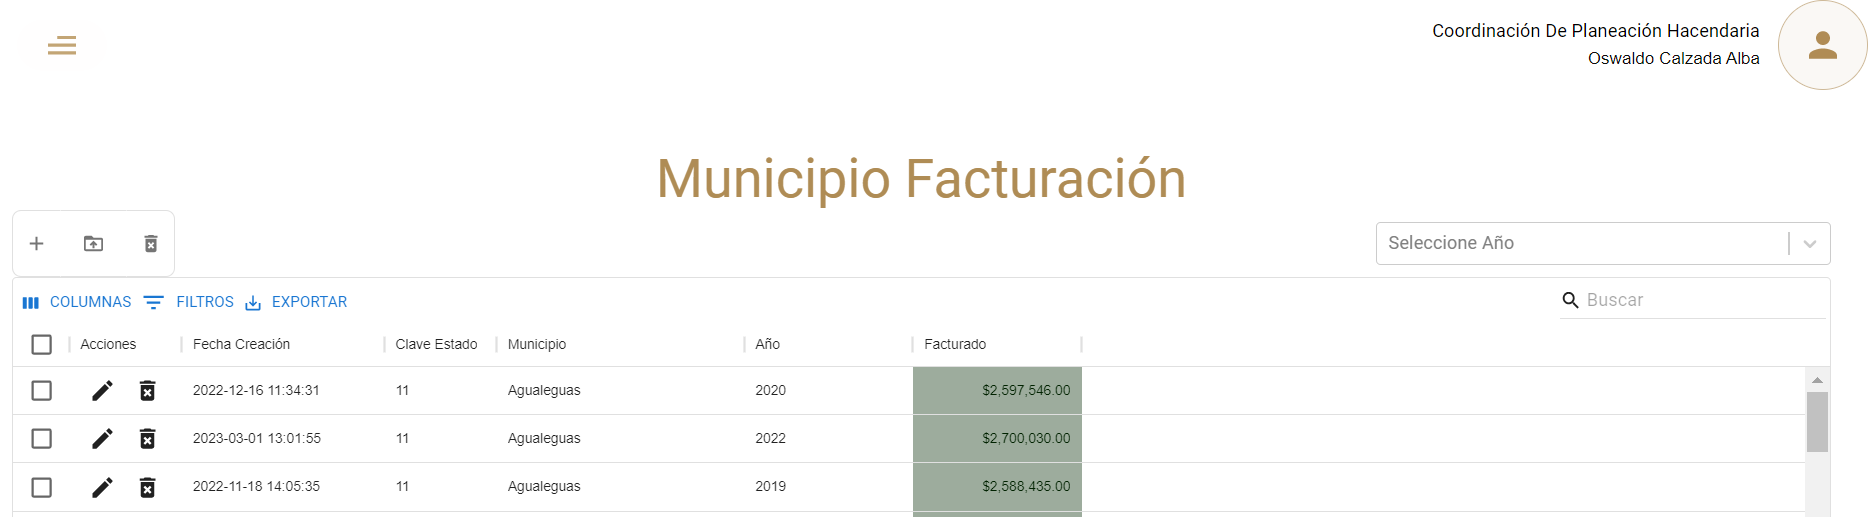 Coordinación De Planeación Hacendaria
Oswaldo Calzada Alba
Municipio Facturación
Seleccione Año
COLUMNAS FILTROS EXPORTAR
Buscar
Acciones Fecha Creación Clave Estado Municipio Año Facturado
2022-12-16 11:34:31 11 Agualeguas 2020 $2,597,546.00
2023-03-01 13:01:55 11 Agualeguas 2022 $2,700,030.00
2022-11-18 14:05:35 11 Agualeguas 2019 $2,588,435.00